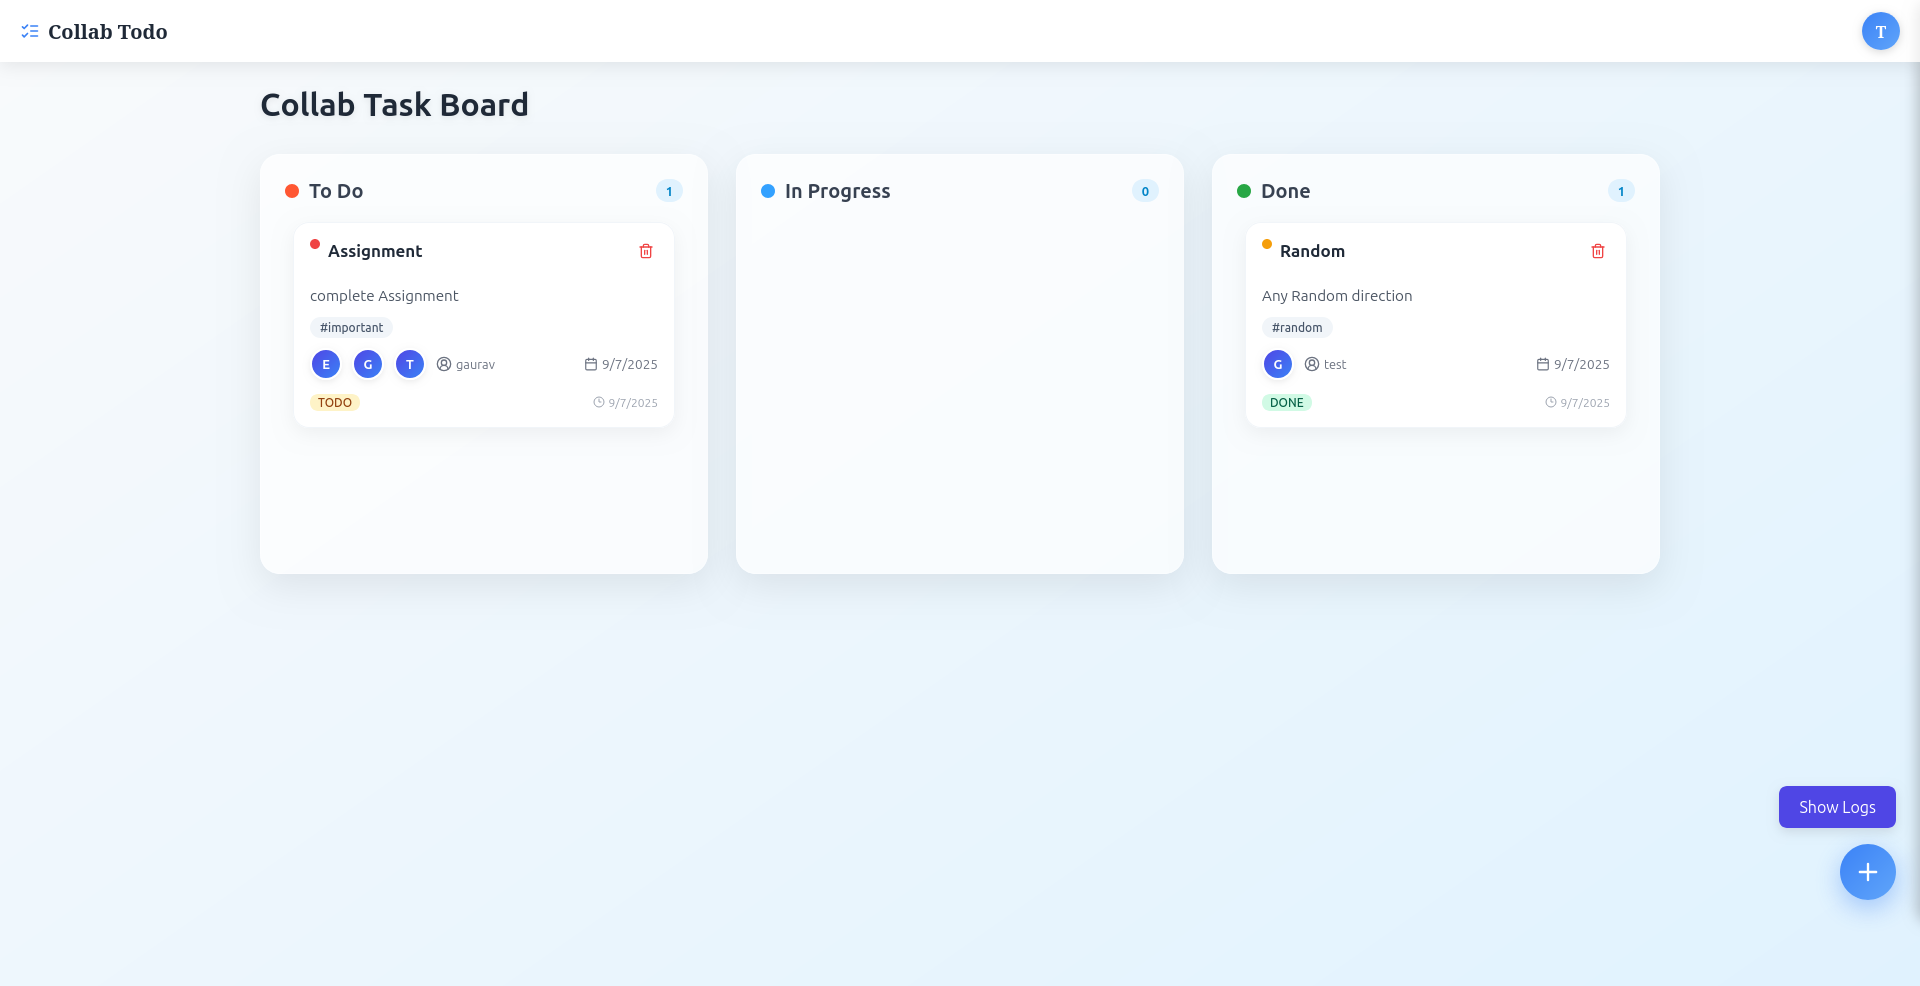 Collab Todo
T
Collab Task Board
To Do
1
Assignment
complete Assignment
#important
E G T gaurav 9/7/2025
TODO 9/7/2025
In Progress
0
Done
1
Random
Any Random direction
#random
G test 9/7/2025
DONE 9/7/2025
Show Logs